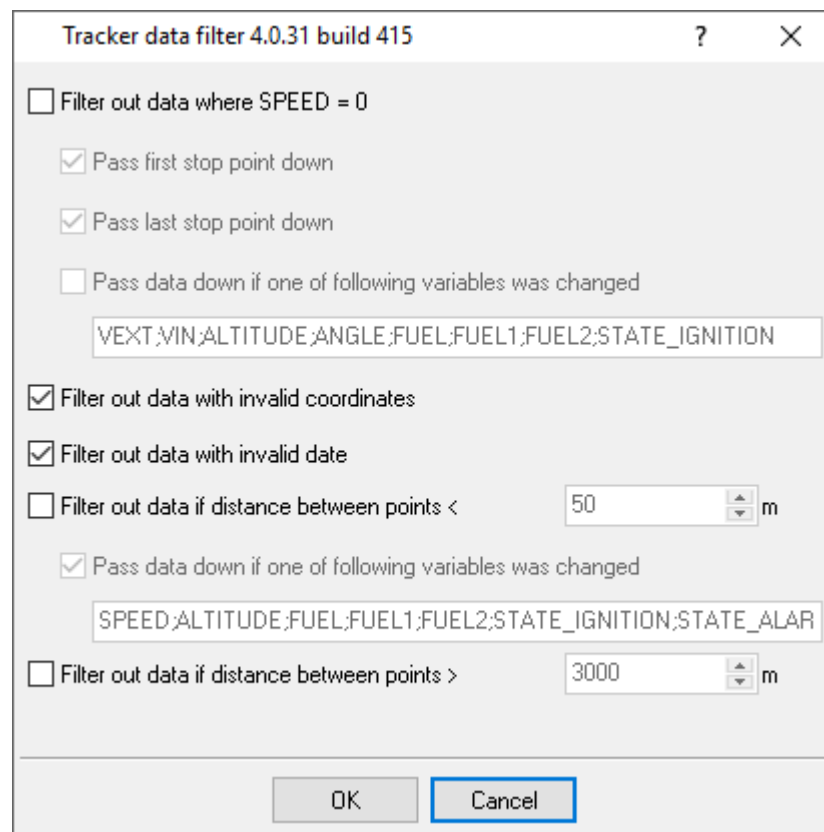 Tracker data filter 4.0.31 build 415 ?
Filter out data where SPEED = 0
Pass first stop point down
Pass last stop point down
Pass data down if one of following variables was changed
VEXT;VIN;ALTITUDE;ANGLE;FUEL;FUEL1;FUEL2;STATE_IGNITION
Filter out data with invalid coordinates
Filter out data with invalid date
Filter out data if distance between points < 50 m
Pass data down if one of following variables was changed
SPEED;ALTITUDE;FUEL;FUEL1;FUEL2;STATE_IGNITION;STATE_ALAR
Filter out data if distance between points > 3000 m
OK Cancel